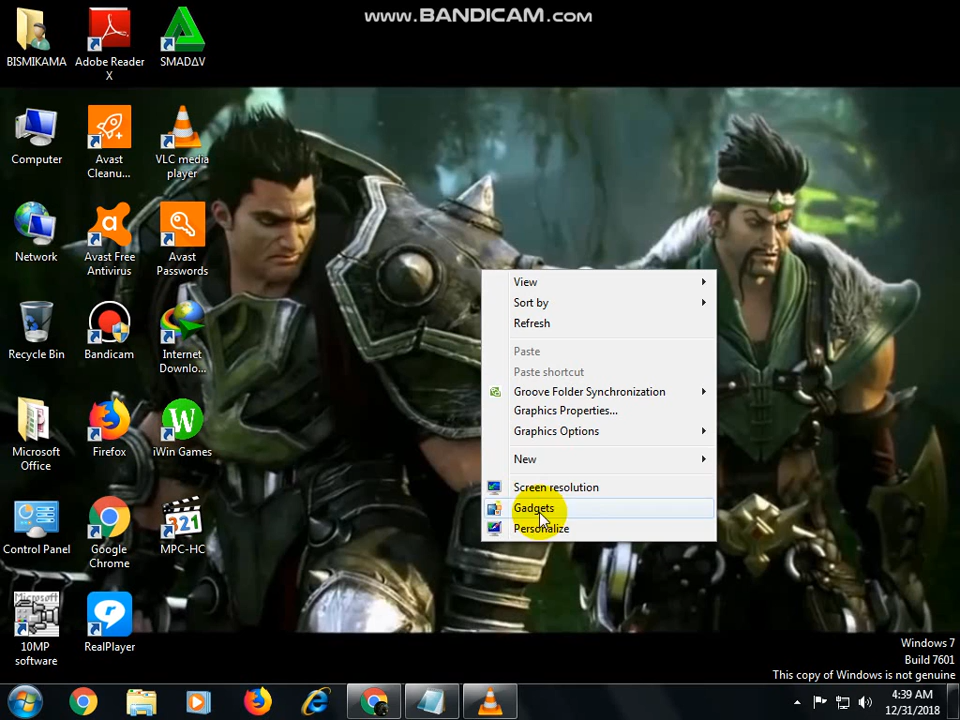 www.BANDICAM.com
BISMIKAMA
Adobe Reader
X
SMADΔV
Computer
Avast
Cleanu...
VLC media
player
Network
Avast Free
Antivirus
Avast
Passwords
Recycle Bin
Bandicam
Internet
Downlo...
Microsoft
Office
Firefox
iWin Games
Control Panel
Google
Chrome
321
MPC-HC
Microsoft
10MP
software
RealPlayer
View
Sort by
Refresh
Paste
Paste shortcut
Groove Folder Synchronization
Graphics Properties...
Graphics Options
New
Screen resolution
Gadgets
Personalize
Windows 7
Build 7601
This copy of Windows is not genuine
4:39 AM
12/31/2018